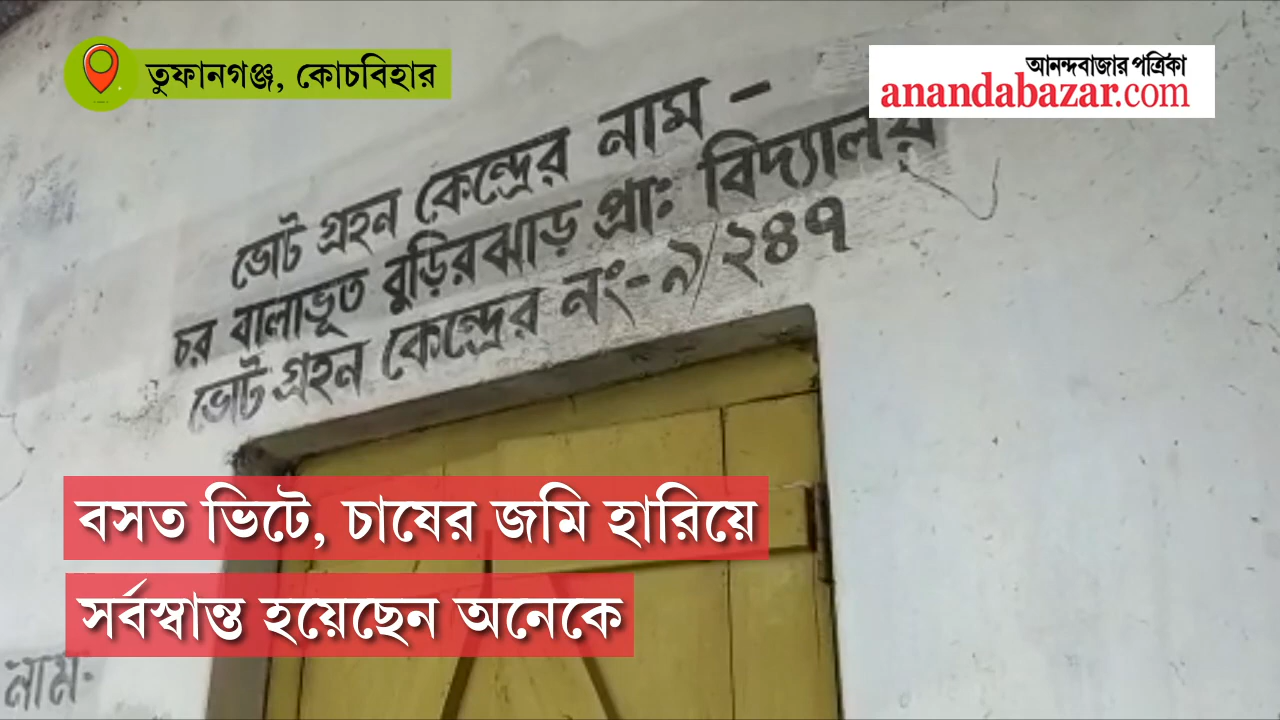 তুফানগঞ্জ, কোচবিহার
আনন্দবাজার পত্রিকা
anandabazar.com
ভোট গ্রহন কেন্দ্রের নাম -
চর বালাভূত বুড়িরঝাড় প্রাঃ বিদ্যালয়
ভোট গ্রহন কেন্দ্রের নং- ৯/২৪৭
বসত ভিটে, চাষের জমি হারিয়ে
সর্বস্বান্ত হয়েছেন অনেকে
নাম-